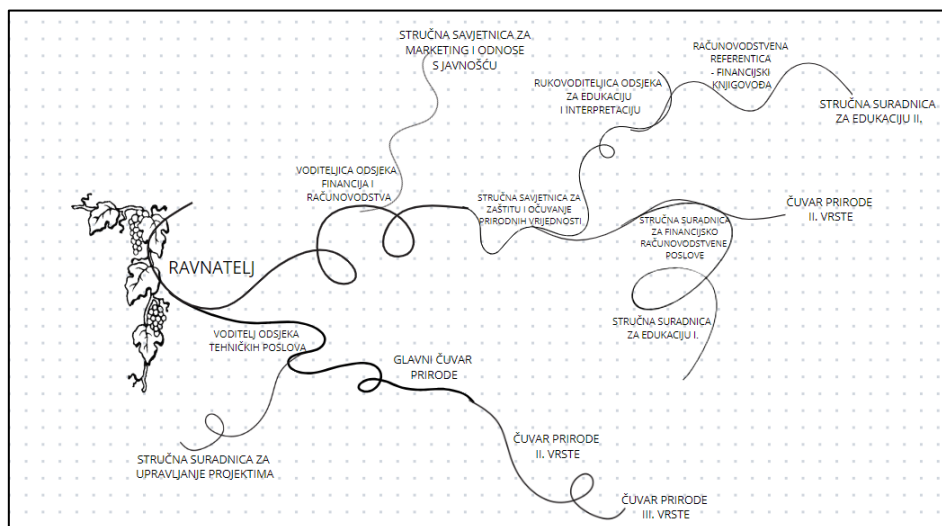 STRUČNA SAVJETNICA ZA
MARKETING I ODNOSE
S JAVNOŠĆU
RUKOVODITELJICA ODSJEKA
ZA EDUKACIJU
I INTERPRETACIJU
RAČUNOVODSTVENA
REFERENTICA
- FINANCIJSKI
KNJIGOVOĐA
STRUČNA SURADNICA
ZA EDUKACIJU II.
VODITELJICA ODSJEKA
FINANCIJA I
RAČUNOVODSTVA
STRUČNA SAVJETNICA ZA
ZAŠTITU I OČUVANJE
PRIRODNIH VRIJEDNOSTI
STRUČNA SURADNICA
ZA FINANCIJSKO
RAČUNOVODSTVENE
POSLOVE
ČUVAR PRIRODE
II. VRSTE
RAVNATELJ
STRUČNA SURADNICA
ZA EDUKACIJU I.
VODITELJ ODSJEKA
TEHNIČKIH POSLOVA
GLAVNI ČUVAR
PRIRODE
STRUČNA SURADNICA ZA
UPRAVLJANJE PROJEKTIMA
ČUVAR PRIRODE
II. VRSTE
ČUVAR PRIRODE
III. VRSTE